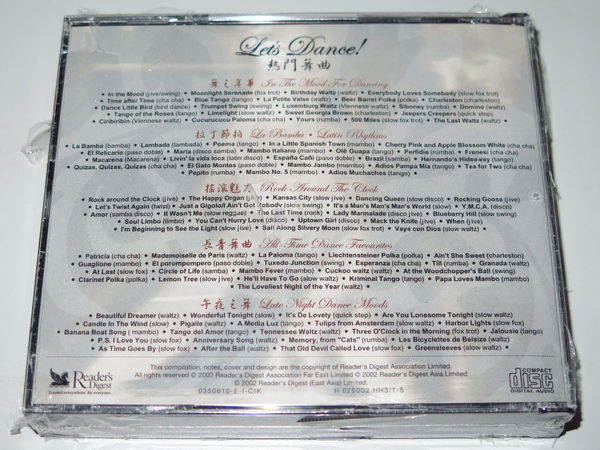 Let's Dance!
熱門舞曲
舞之年華 In The Mood For Dancing
• In the Mood (jive/swing) • Moonlight Serenade (fox trot) • Birthday Waltz (waltz) • Everybody Loves Somebody (slow fox trot)
• Time after Time (cha cha) • Blue Tango (tango) • La Petite Valse (waltz) • Beer Barrel Polka (polka) • Charleston (charleston)
• Dance Little Bird (bird dance) • Trumpet Swing (swing) • Luxemburg Waltz (Viennese waltz) • Siboney (rumba) • Domino (waltz)
• Tango of the Roses (tango) • Limelight (slow waltz) • Sweet Georgia Brown (charleston) • Jeepers Creepers (quick step)
Ciribiribin (Viennese waltz) • Cucurucucu Paloma (cha cha) • Yours (rumba) • 500 Miles (slow fox trot) • The Last Waltz (waltz)
拉丁節拍 La Bamba • Latin Rhythms
• La Bamba (samba) • Lambada (lambada) • Poema (tango) • In a Little Spanish Town (mambo) • Cherry Pink and Apple Blossom White (cha cha)
• El Relicario (paso doble) • Maria (disco samba) • Mambo Italiano (mambo) • Olé Guapa (tango) • Perfidia (rumba) • Frenesi (cha cha)
• Macarena (Macarena) • Livin' la vida loca (latin disco) • España Cañi (paso doble) • Brazil (samba) • Hernando's Hideaway (tango)
Quizas, Quizas, Quizas (cha cha) • El Gato Montes (paso doble) • Mambo Jambo (mambo) • Adios Pampa Mia (tango) • Tea for Two (cha cha)
• Pepito (rumba) • Mambo No. 5 (mambo) • Adios Muchachos (tango)
搖滾魅力 Rock Around The Clock
• Rock around the Clock (jive) • The Happy Organ (jive) • Kansas City (slow jive) • Dancing Queen (slow disco) • Rocking Goose (jive)
• Let's Twist Again (twist) • Just a Gigolo/I Ain't Got Nobody (slow swing) • It's a Man's Man's Man's World (slow) • Y.M.C.A. (disco)
Amor (samba disco) • It Wasn't Me (slow reggae) • The Last Time (rock) • Lady Marmalade (disco jive) • Blueberry Hill (slow swing)
Soul Limbo (limbo) • You Can't Hurry Love (disco) • Uptown Girl (disco) • Mack the Knife (jive) • When (jive)
• I'm Beginning to See the Light (slow jive) • Sail Along Silvery Moon (slow fox trot) • Vaya con Dios (slow waltz)
長青舞曲 All-Time Dance Favourites
• Patricia (cha cha) • Mademoiselle de Paris (waltz) • La Paloma (tango) • Liechtensteiner Polka (polka) • Ain't She Sweet (charleston)
Guaglione (mambo) • El porompompero (paso doble) • Tuxedo Junction (swing) • Esperanza (cha cha) • Till (rumba) • Granada (waltz)
• At Last (slow fox) • Circle of Life (samba) • Mambo Fever (mambo) • Cuckoo waltz (waltz) • At the Woodchopper's Ball (swing)
• Clarinet Polka (polka) • Lemon Tree (slow jive) • He'll Have to Go (slow waltz) • Kriminal Tango (tango) • Papa Loves Mambo (mambo)
• The Loveliest Night of the Year (waltz)
午夜之舞 Late Night Dance Moods
• Beautiful Dreamer (waltz) • Wonderful Tonight (slow) • It's De Lovely (quick step) • Are You Lonesome Tonight (slow waltz)
• Candle In The Wind (slow) • Pigalle (waltz) • A Media Luz (tango) • Tulips from Amsterdam (slow waltz) • Harbor Lights (slow fox)
• Banana Boat Song (mambo) • Tango del Amor (tango) • Tennessee Waltz (waltz) • Three O'Clock in the Morning (fox trot) • Jalousie (tango)
• P.S. I Love You (slow fox) • Anniversary Song (waltz) • Memory, from "Cats" (rumba) • Les Bicyclettes de Belsize (waltz)
• As Time Goes By (slow fox) • After the Ball (waltz) • That Old Devil Called Love (slow fox) • Greensleeves (slow waltz)
Reader's Digest
Sound everywhere. By everyone.
This compilation, notes, cover and design are the copyright of Reader's Digest Association Ltd.
All rights reserved © 2002 Reader's Digest Association Far East Limited © 2002 Reader's Digest Asia Limited
© 2002 Reader's Digest (East Asia) Limited.
0350610-E-I-CIK
H 020002 HH3/1-5
COMPACT
disc
DIGITAL AUDIO